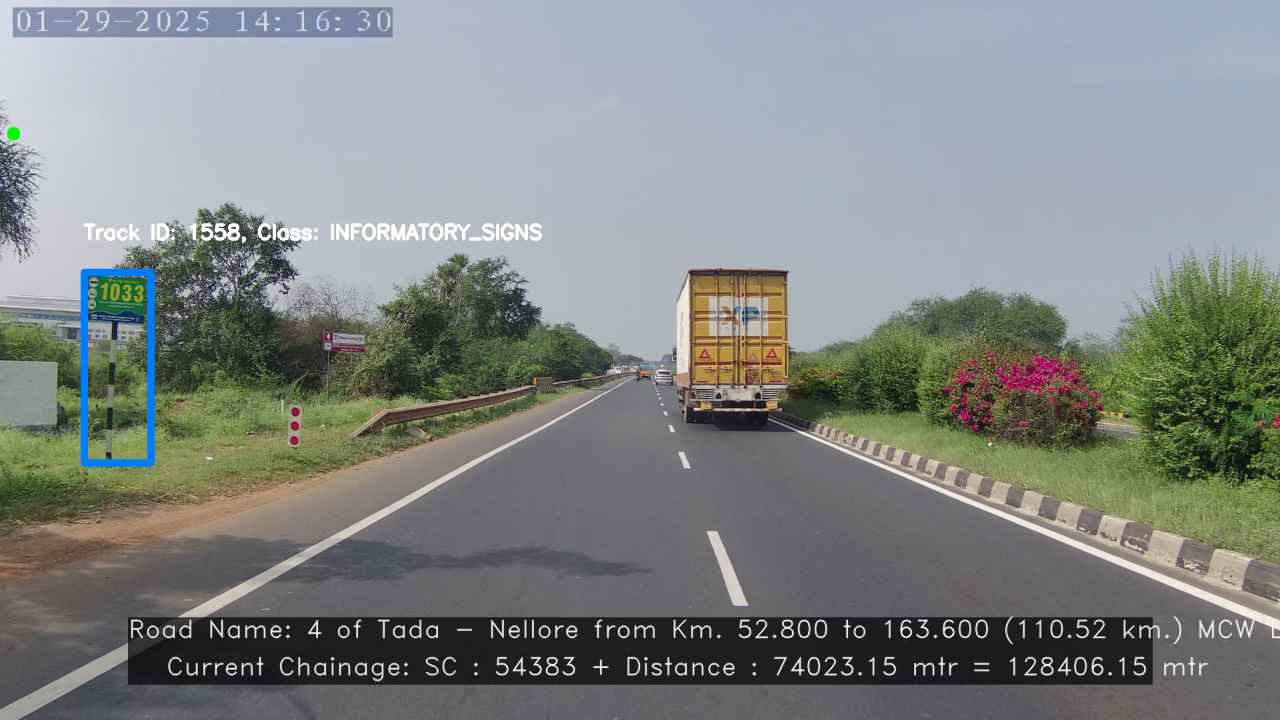 01-29-2025 14:16:30
Track ID: 1558, Class: INFORMATORY_SIGNS
1033
Road Name: 4 of Tada - Nellore from Km. 52.800 to 163.600 (110.52 km.) MCW L
Current Chainage: SC : 54383 + Distance : 74023.15 mtr = 128406.15 mtr